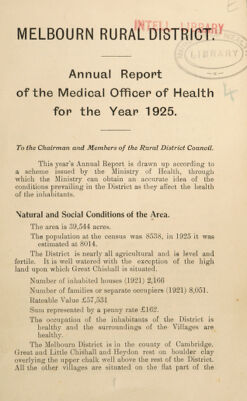 MELBOURN RURAL DISTRICT.
INTELL LIBRARY
LIBRARY
Annual Report
of the Medical Officer of Health
for the Year 1925.
To the Chairman and Members of the Rural District Council.
This year's Annual Report is drawn up according to
a scheme issued by the Ministry of Health, through
which the Ministry can obtain an accurate idea of the
conditions prevailing in the District as they affect the health
of the inhabitants.
Natural and Social Conditions of the Area.
The area is 39,544 acres.
The population at the census was 8538, in 1925 it was
estimated at 8014.
The District is nearly all agricultural and is level and
fertile. It is well watered with the exception of the high
land upon which Great Chishall is situated.
Number of inhabited houses (1921) 2,166
Number of families or separate occupiers (1921) 8,051.
Rateable Value £57,531
Sum represented by a penny rate £162.
The occupation of the inhabitants of the District is
healthy and the surroundings of the Villages are
healthy.
The Melbourn District is in the county of Cambridge.
Great and Little Chishall and Heydon rest on boulder clay
overlying the upper chalk well above the rest of the District.
All the other villages are situated on the flat part of the